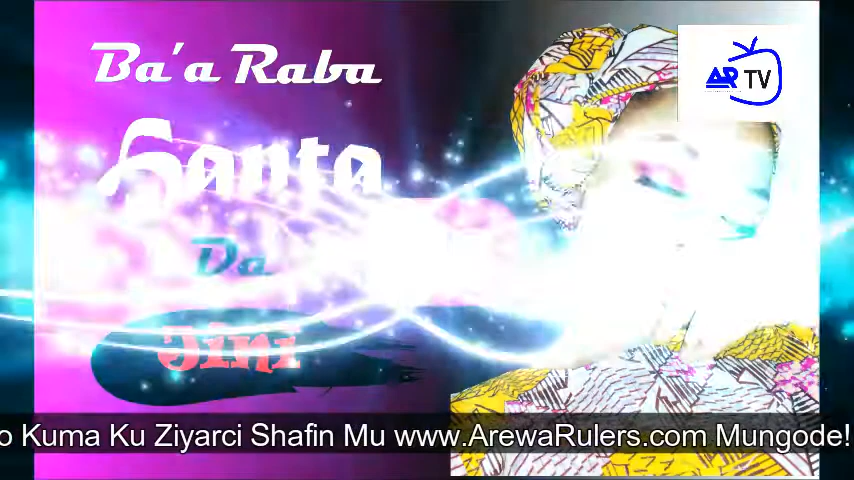 Ba'a Raba
Hanta
Da
Jini
AR TV
o Kuma Ku Ziyarci Shafin Mu www.ArewaRulers.com Mungode!